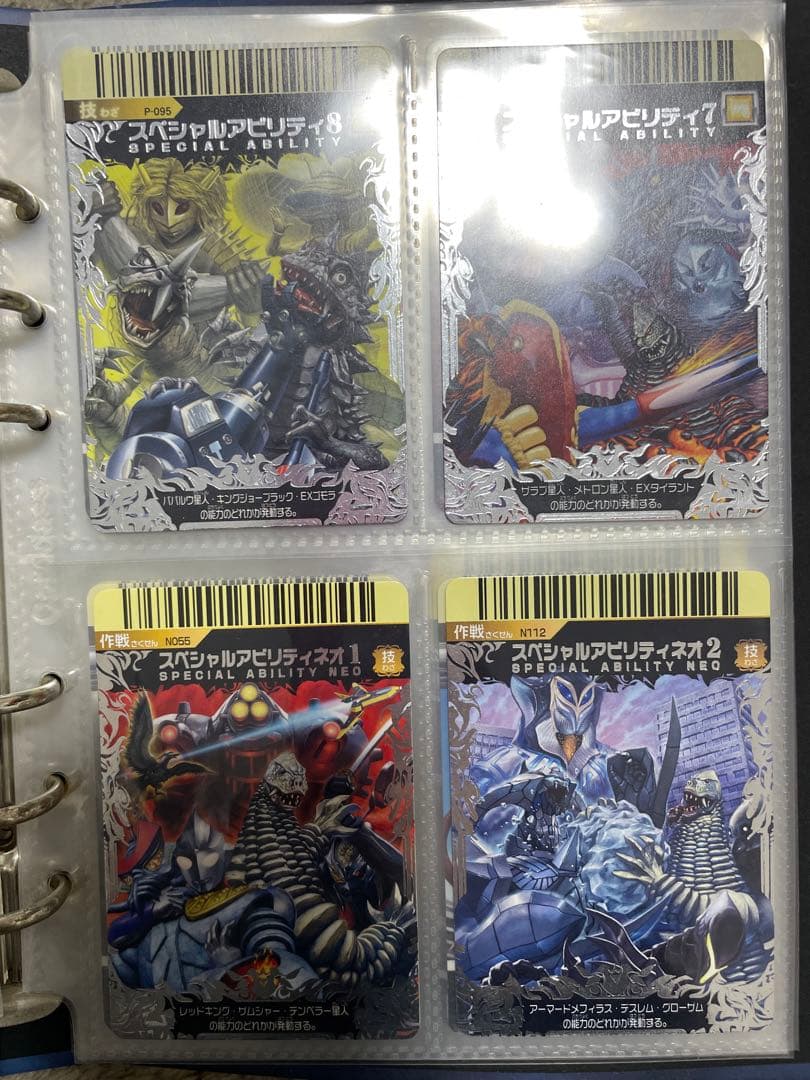 技 わざ P-095
スペシャルアビリティ8
SPECIAL ABILITY
ババルウ星人・キングジョーブラック・EXゴモラ
の能力のどれかが発動する。
シャルアビリティ7
SPECIAL ABILITY
ザラブ星人・メトロン星人・EXタイラント
の能力のどれかが発動する。
作戦 さくせん N055
スペシャルアビリティネオ1
SPECIAL ABILITY NEO
技
わざ
レッドキング・ザムシャー・テンペラー星人
の能力のどれかが発動する。
作戦 さくせん N112
スペシャルアビリティネオ2
SPECIAL ABILITY NEO
技
わざ
アーマードメフィラス・デスレム・グローザム
の能力のどれかが発動する。